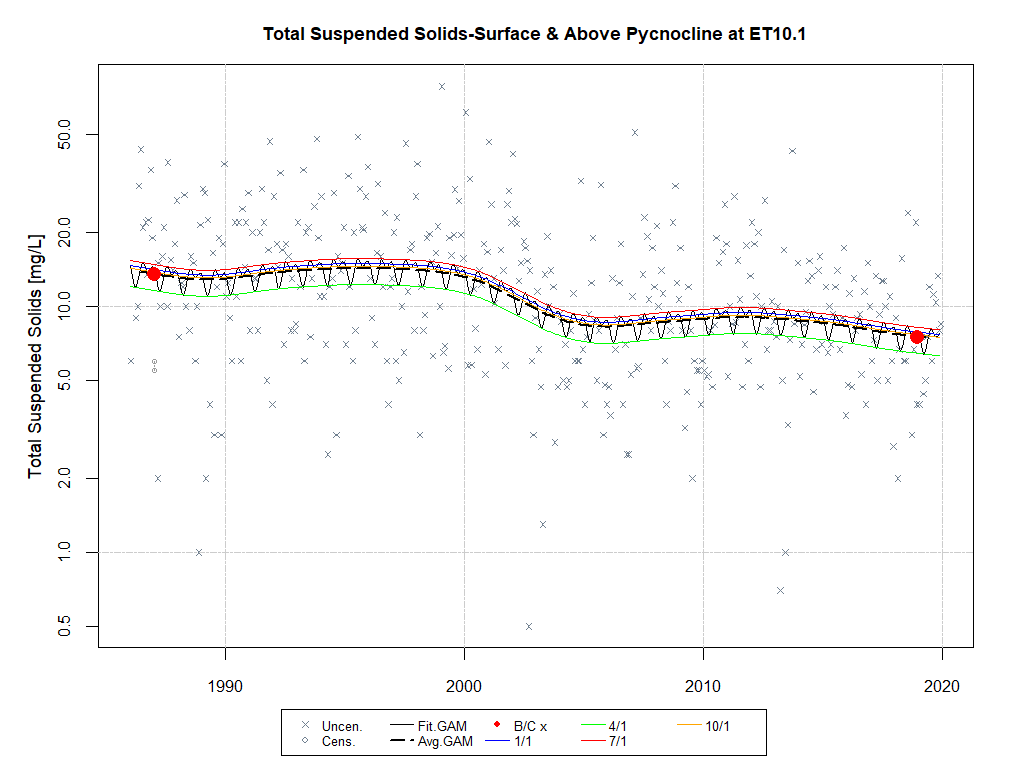 Total Suspended Solids-Surface & Above Pycnocline at ET10.1
Total Suspended Solids [mg/L]
50.0
20.0
10.0
5.0
2.0
1.0
0.5
1990 2000 2010 2020
Uncen. Fit.GAM B/C x 4/1 10/1
Cens. Avg.GAM 1/1 7/1